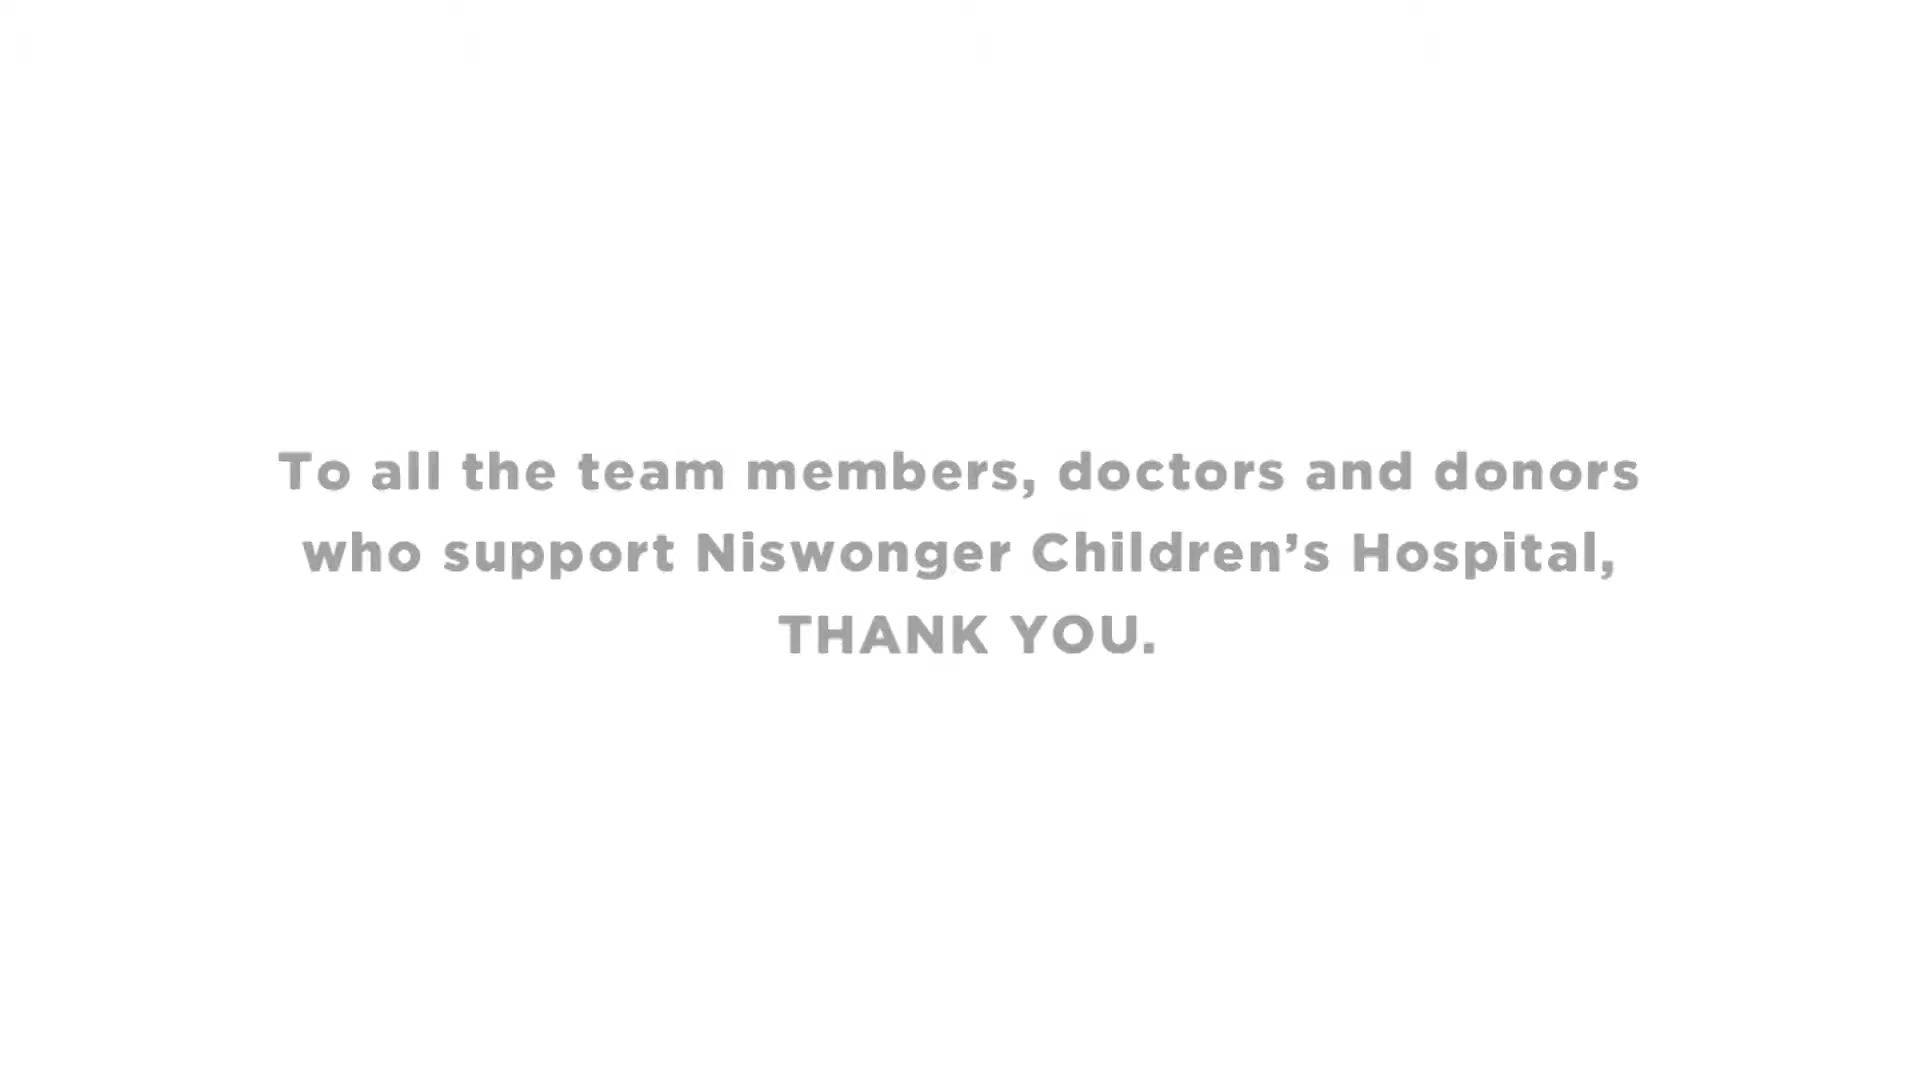 To all the team members, doctors and donors
who support Niswonger Children’s Hospital,
THANK YOU.